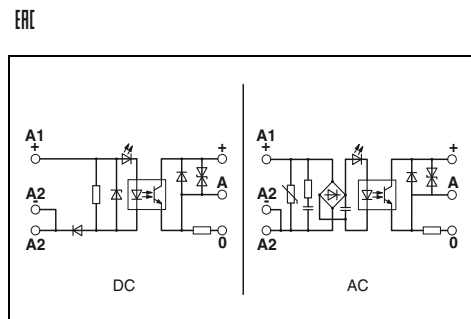 EAC
A1 + + A2 - A A2 0 DC
A1 + + A2 - A A2 0 AC